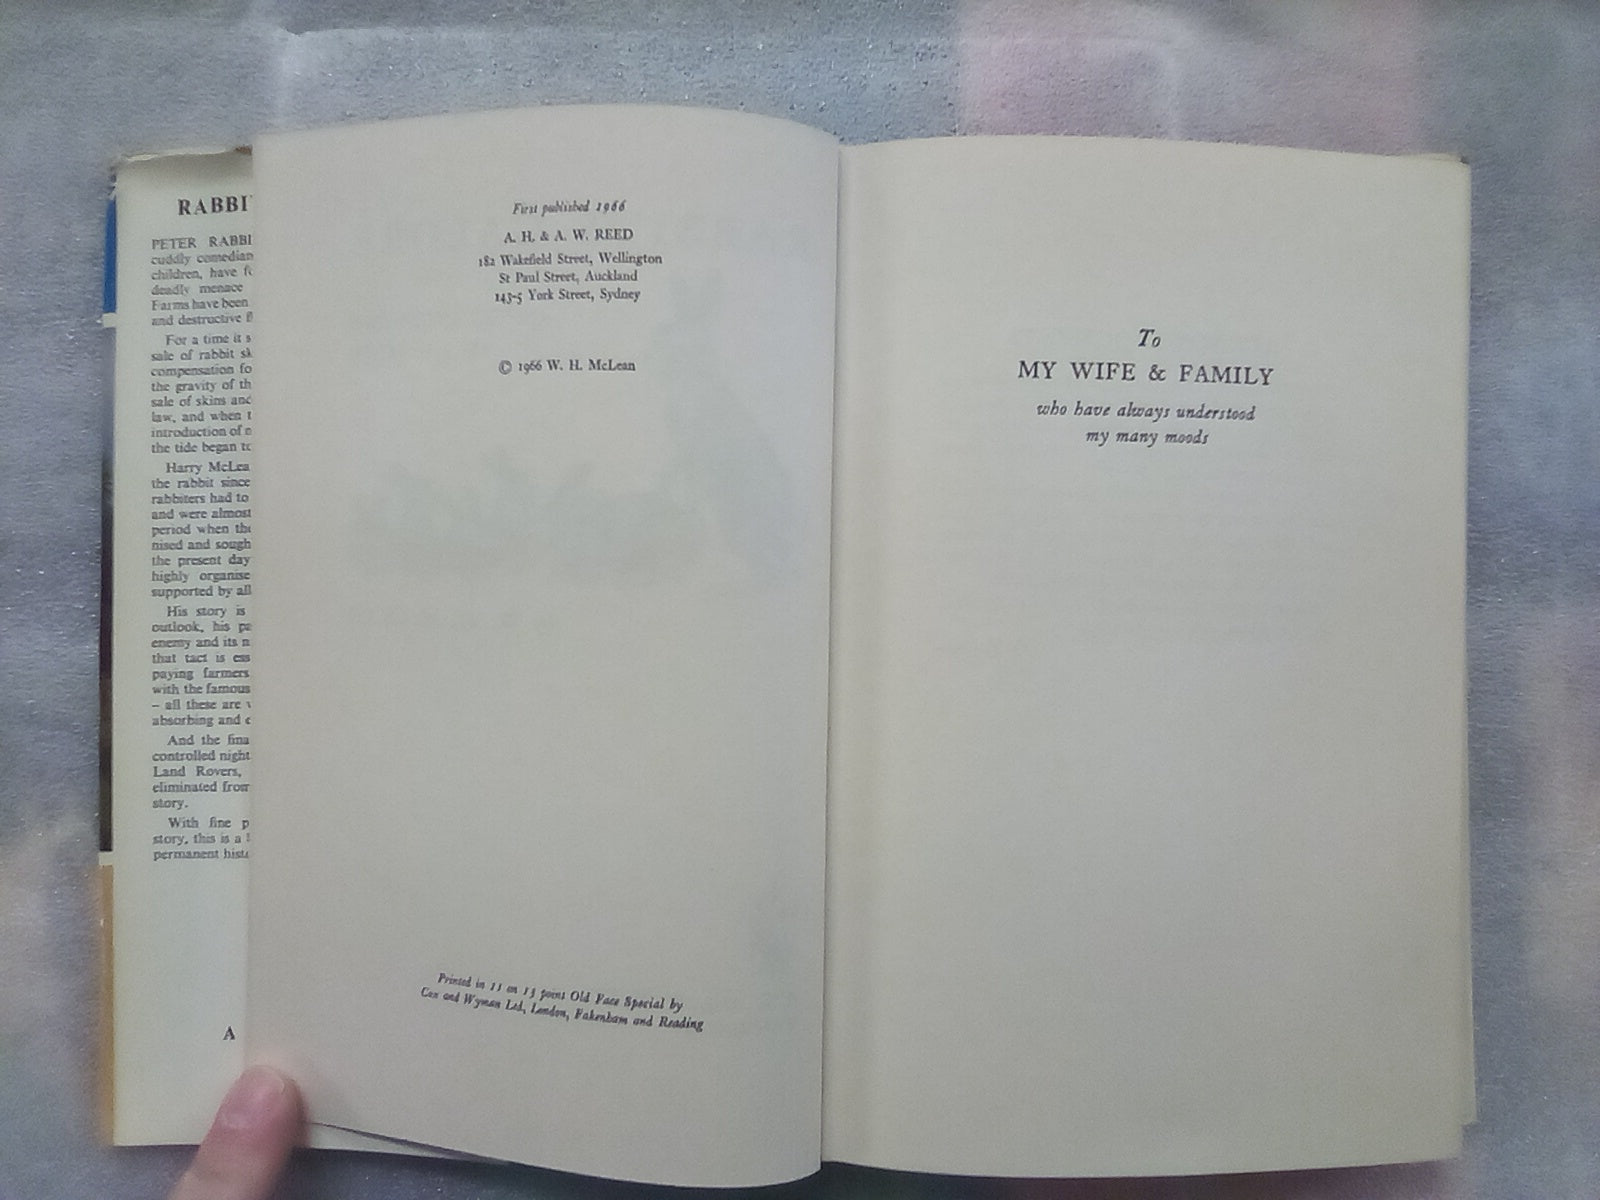 RABBI
PETER RABBI
cuddly comedian
children, have f
deadly menace
Farms have been
and destructive
For a time it s
sale of rabbit sk
compensation fo
the gravity of th
sale of skins and
law, and when t
introduction of
the tide began to
Harry McLea
the rabbit since
rabbiters had to
and were almost
period when the
nised and sough
the present day
highly organise
supported by all
His story is
outlook, his pa
enemy and its n
that tact is ess
paying farmers
with the famous
– all these are
absorbing and
And the fina
controlled night
Land Rovers,
eliminated from
story.
With fine p
story, this is a
permanent histo
A
First published 1966
A. H. & A. W. REED
182 Wakefield Street, Wellington
St Paul Street, Auckland
143-5 York Street, Sydney
© 1966 W. H. McLean
Printed in 11 on 13 point Old Face Special by
Cox and Wyman Ltd, London, Fakenham and Reading
To
MY WIFE & FAMILY
who have always understood
my many moods